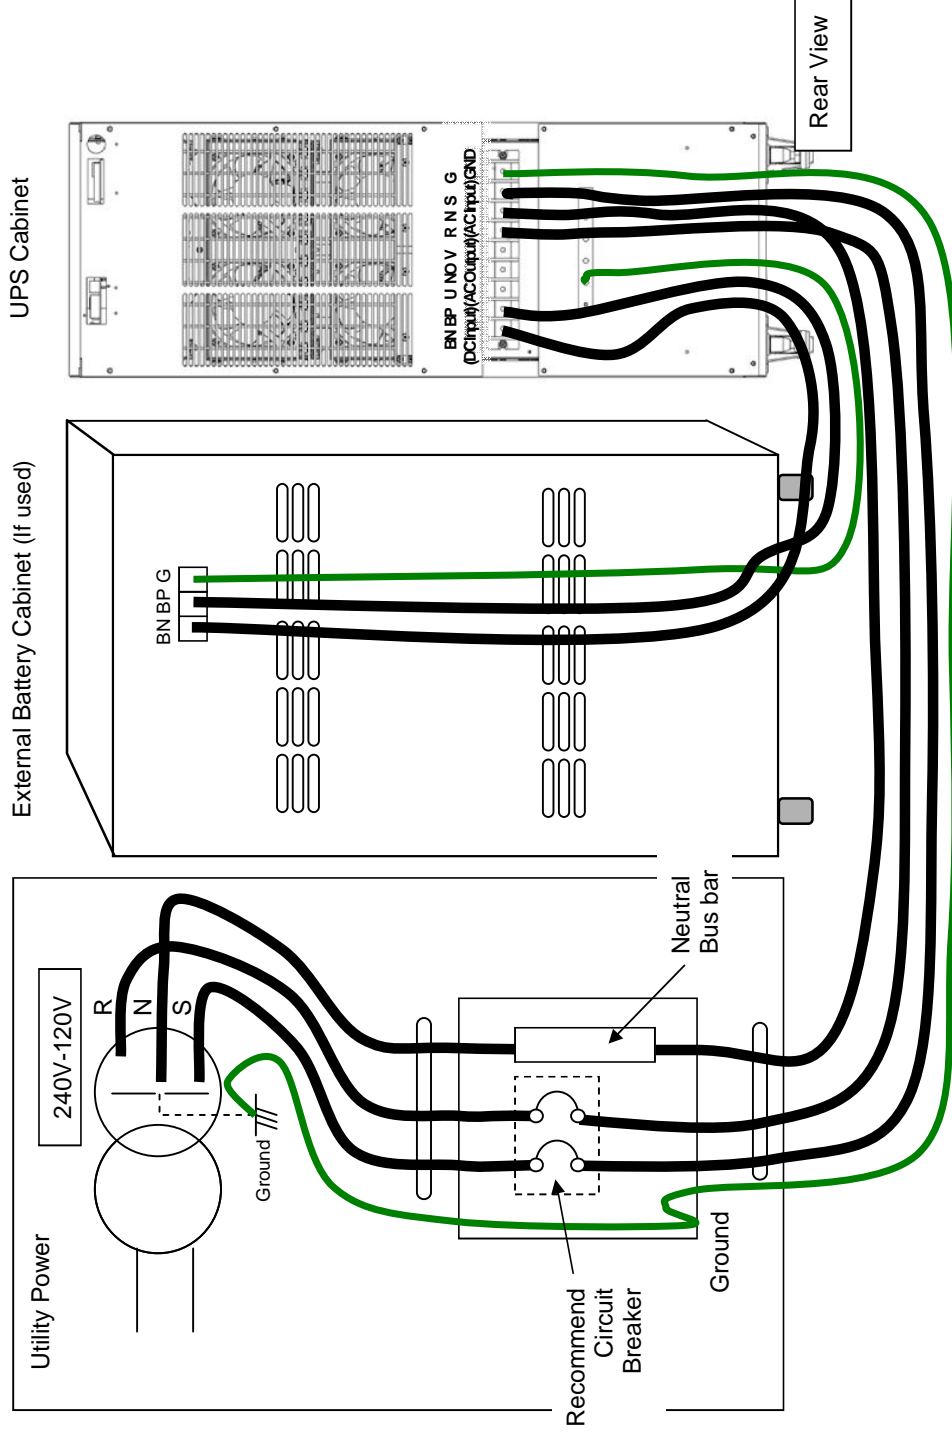 UPS Cabinet
Rear View
BN BP U NO V R N S G
(DC Input)(AC Output)(AC Input)GND
External Battery Cabinet (If used)
BN BP G
Utility Power
240V-120V
R
N
S
Ground
Neutral
Bus bar
Recommend
Circuit
Breaker
Ground